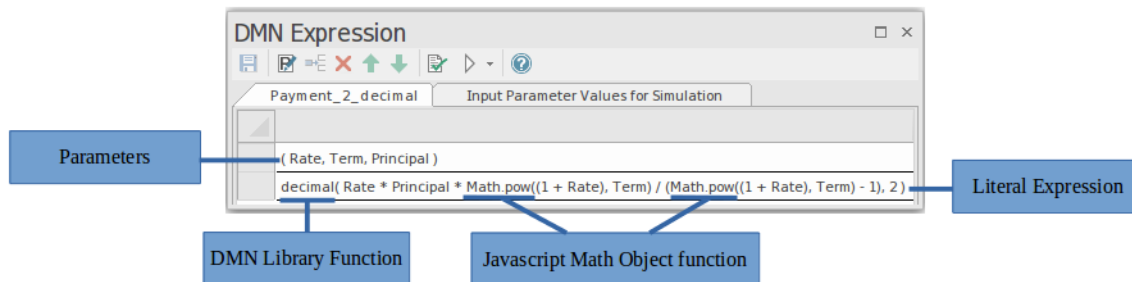 DMN Expression
Payment_2_decimal Input Parameter Values for Simulation
Parameters
( Rate, Term, Principal )
decimal( Rate * Principal * Math.pow((1 + Rate), Term) / (Math.pow((1 + Rate), Term) - 1), 2 )
Literal Expression
DMN Library Function
Javascript Math Object function